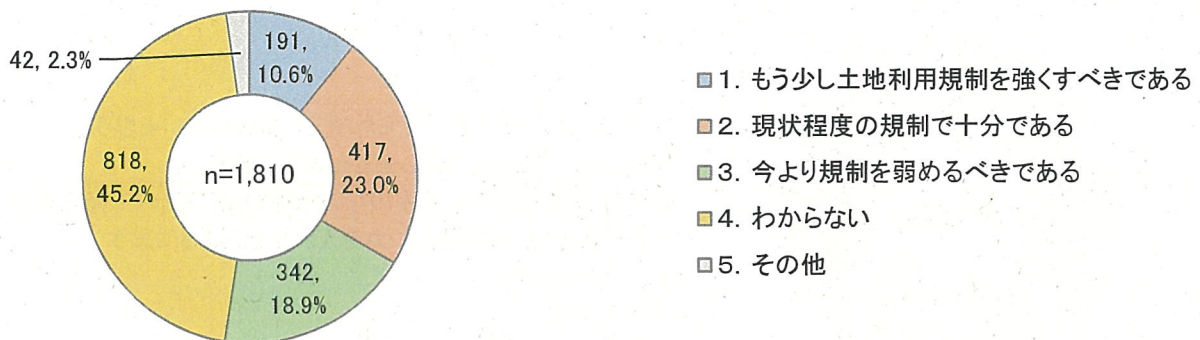 191,
10.6%
42, 2.3%
417,
23.0%
818,
45.2%
n=1,810
342,
18.9%
1. もう少し土地利用規制を強くすべきである
2. 現状程度の規制で十分である
3. 今より規制を弱めるべきである
4. わからない
5. その他